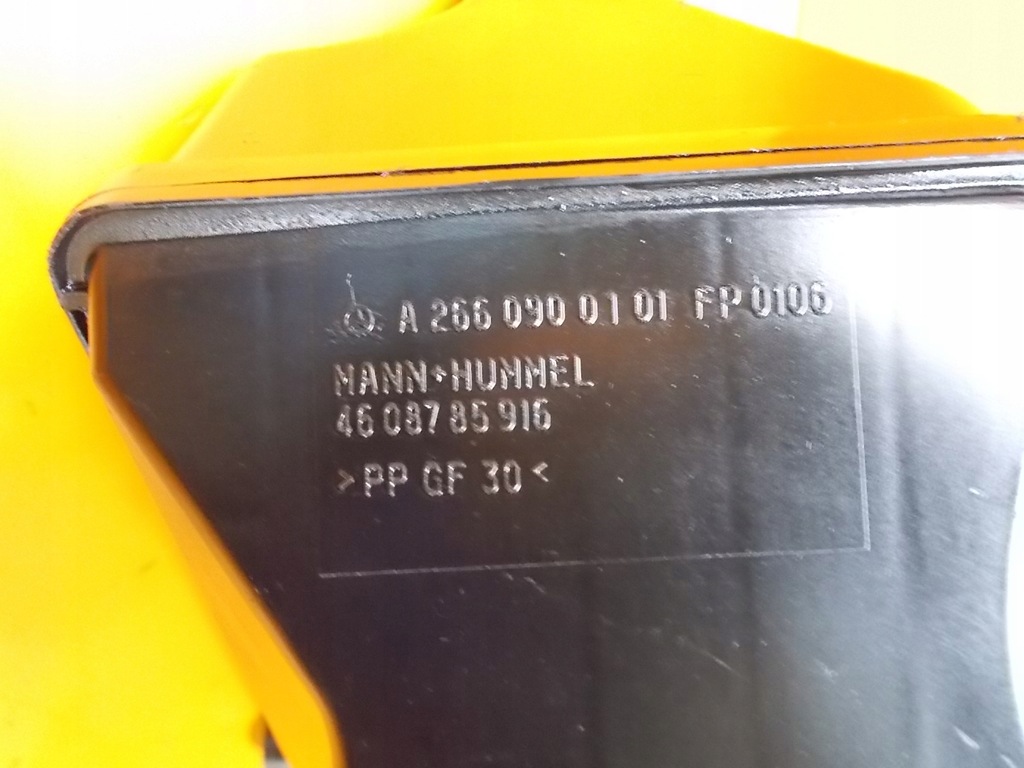 A 266 090 01 01 FP 0106
MANN+HUMMEL
46 087 85 916
>PP GF 30<